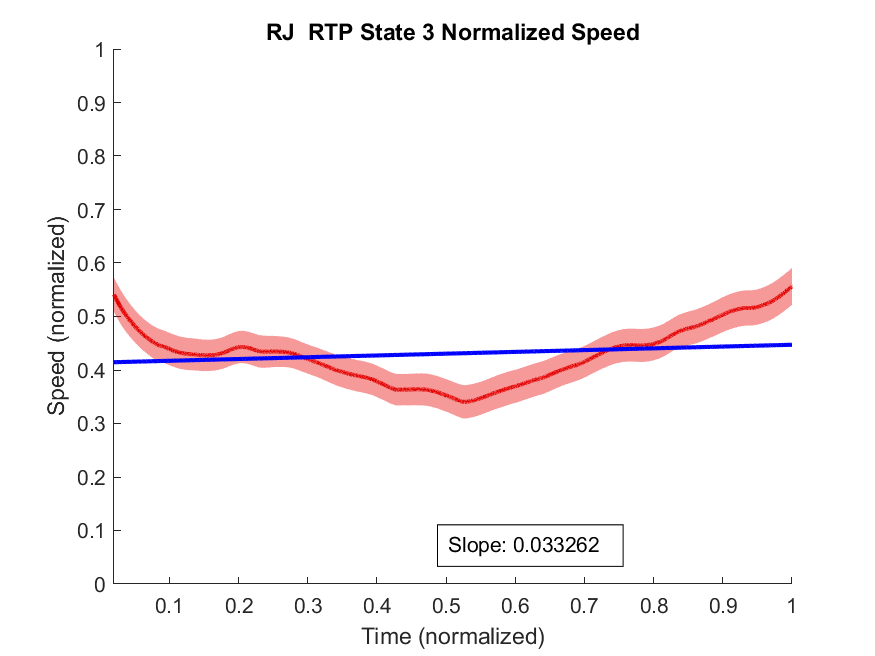 RJ  RTP State 3 Normalized Speed
1
0.9
0.8
0.7
0.6
0.5
0.4
0.3
0.2
0.1
0
Speed (normalized)
Slope: 0.033262
0.1 0.2 0.3 0.4 0.5 0.6 0.7 0.8 0.9 1
Time (normalized)